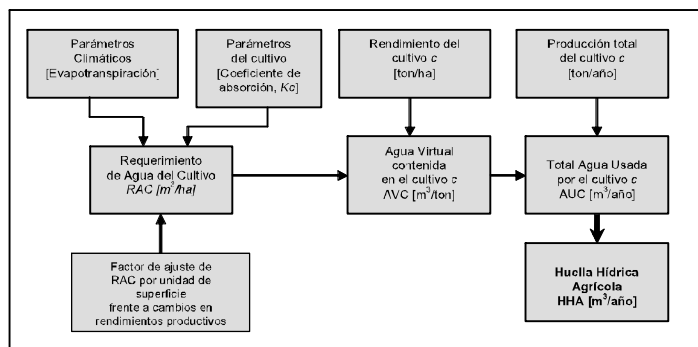 Parámetros
Climáticos
[Evapotranspiración]
Parámetros
del cultivo
[Coeficiente de
absorción, Kc]
Rendimiento del
cultivo c
[ton/ha]
Producción total
del cultivo c
[ton/año]
Requerimiento
de Agua del Cultivo
RAC [m³/ha]
Agua Virtual
contenida
en el cultivo c
AVC [m³/ton]
Total Agua Usada
por el cultivo c
AUC [m³/año]
Factor de ajuste de
RAC por unidad de
superficie
frente a cambios en
rendimientos productivos
Huella Hídrica
Agrícola
HHA [m³/año]